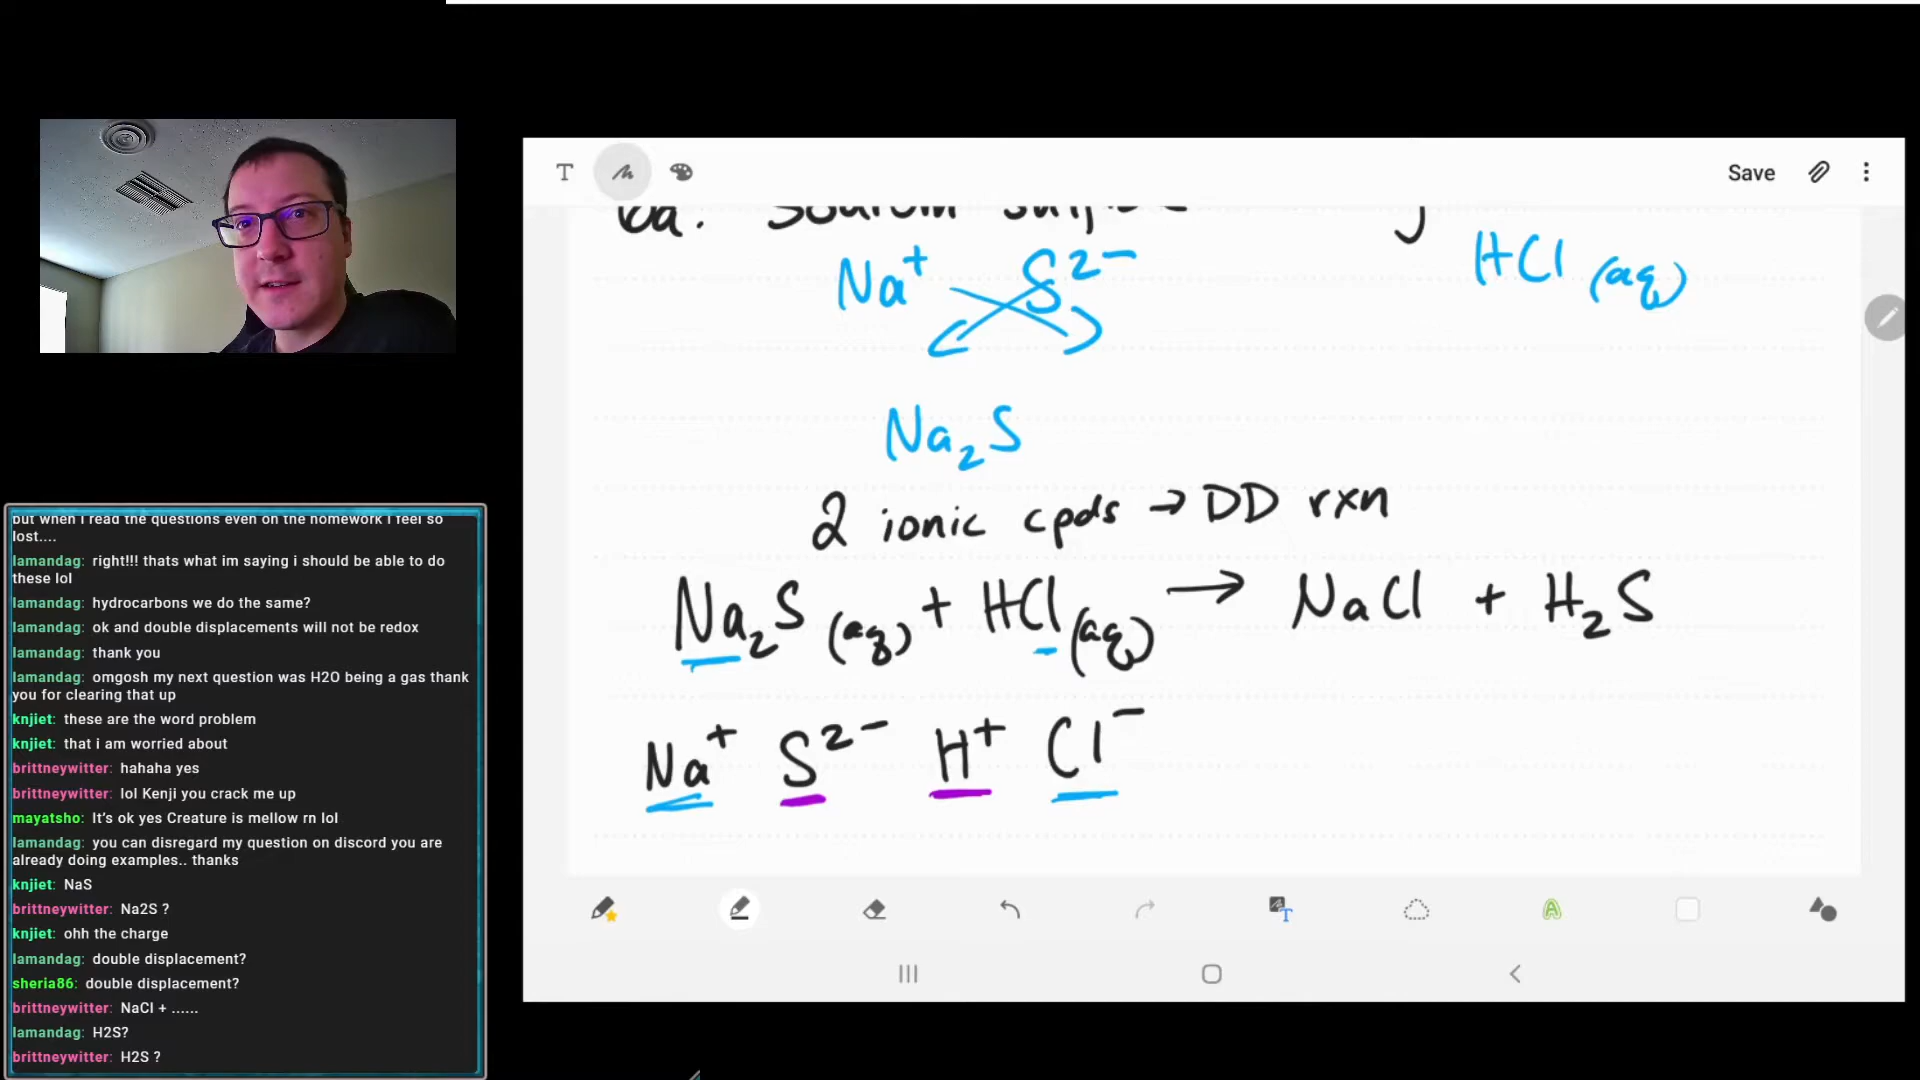 Save
6a. Sodium
Na⁺ S²⁻
HCl (aq)
Na₂S
2 ionic cpds → DD rxn
Na₂S (aq) + HCl (aq) → NaCl + H₂S
Na⁺ S²⁻ H⁺ Cl⁻
but when I read the questions even on the homework I feel so
lost....
lamandag: right!!! thats what im saying i should be able to do
these lol
lamandag: hydrocarbons we do the same?
lamandag: ok and double displacements will not be redox
lamandag: thank you
lamandag: omgosh my next question was H2O being a gas thank
you for clearing that up
knjiet: these are the word problem
knjiet: that i am worried about
brittneywitter: hahaha yes
brittneywitter: lol Kenji you crack me up
mayatsho: It's ok yes Creature is mellow rn lol
lamandag: you can disregard my question on discord you are
already doing examples.. thanks
knjiet: NaS
brittneywitter: Na2S ?
knjiet: ohh the charge
lamandag: double displacement?
sheria86: double displacement?
brittneywitter: NaCl + ......
lamandag: H2S?
brittneywitter: H2S ?